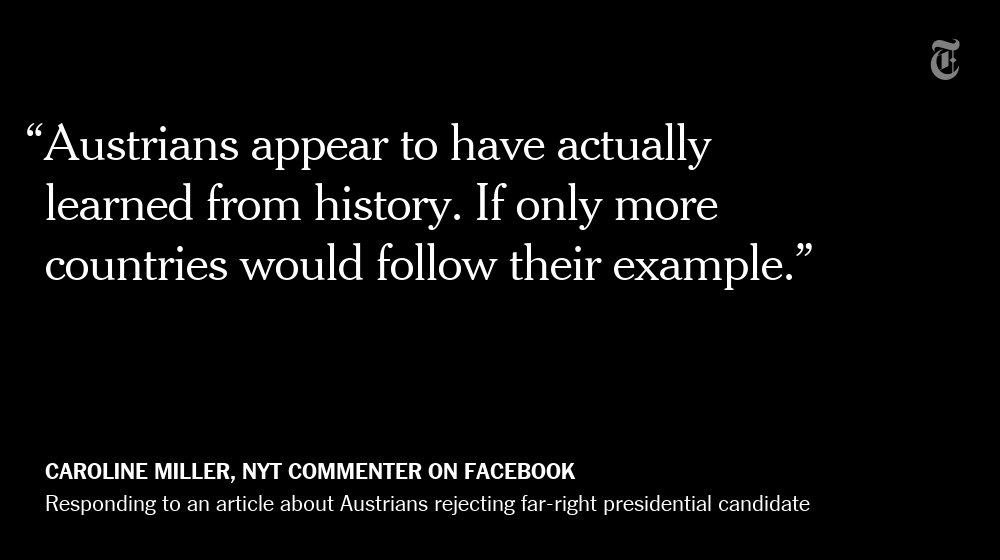 “Austrians appear to have actually
learned from history. If only more
countries would follow their example.”
CAROLINE MILLER, NYT COMMENTER ON FACEBOOK
Responding to an article about Austrians rejecting far-right presidential candidate